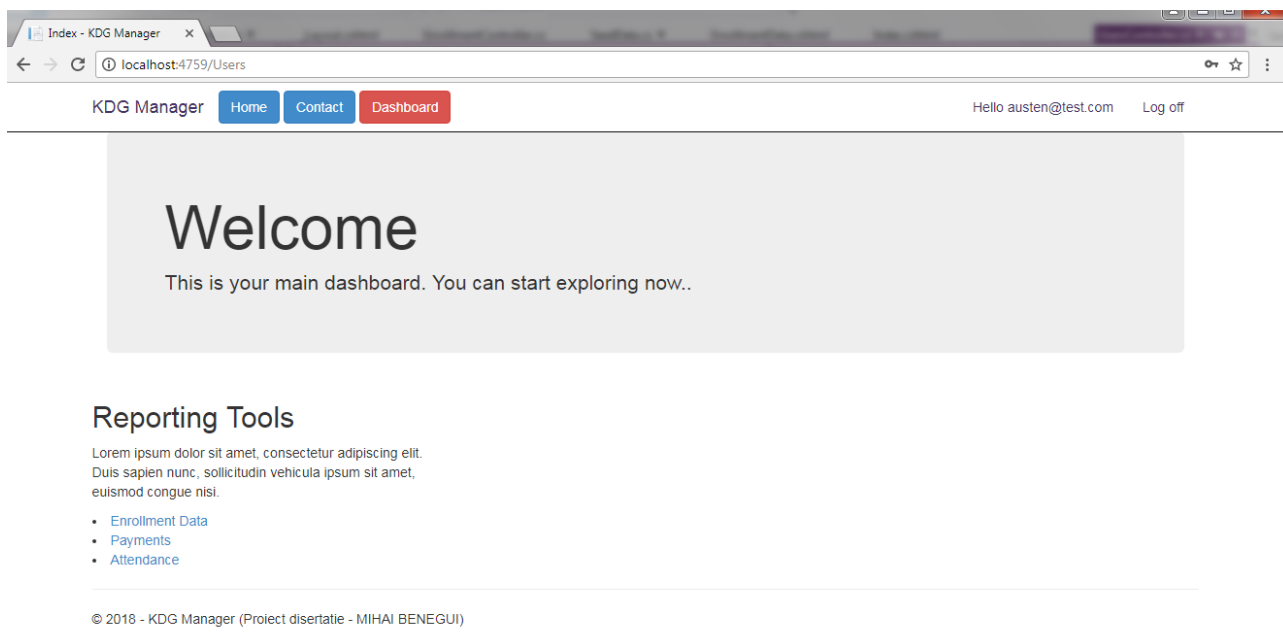 Index - KDG Manager
localhost:4759/Users
KDG Manager Home Contact Dashboard Hello austen@test.com Log off
Welcome
This is your main dashboard. You can start exploring now..
Reporting Tools
Lorem ipsum dolor sit amet, consectetur adipiscing elit.
Duis sapien nunc, sollicitudin vehicula ipsum sit amet,
euismod congue nisi.
• Enrollment Data
• Payments
• Attendance
© 2018 - KDG Manager (Proiect disertatie - MIHAI BENEGUI)